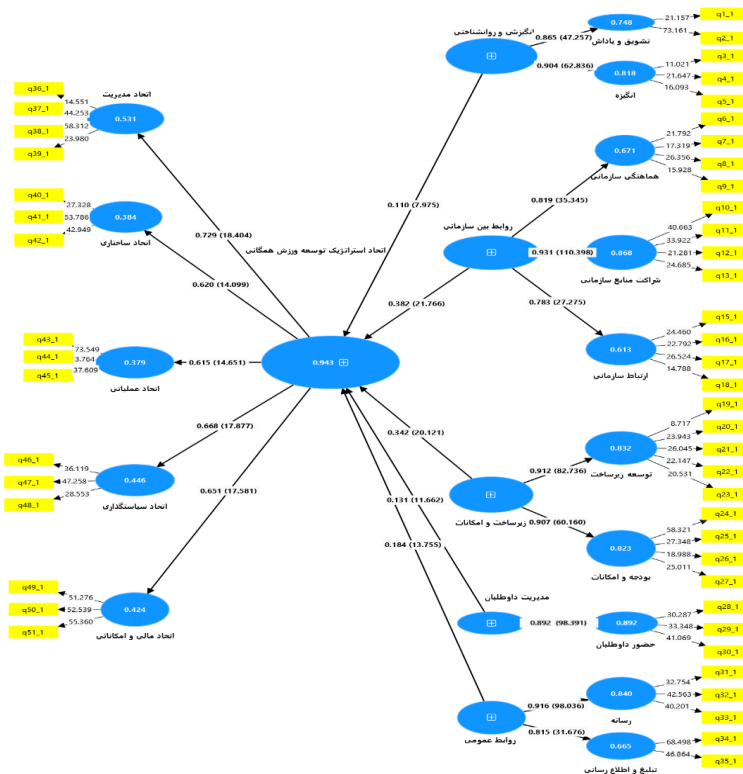 انگیزشی و روانشناختی
0.865 (47.257)
0.748
تشویق و پاداش
21.157
q1_1
73.161
q2_1
0.904 (62.836)
0.818
انگیزه
11.021
q3_1
21.647
q4_1
16.093
q5_1
0.110 (7.975)
روابط بین سازمانی
0.819 (35.345)
0.671
هماهنگی سازمانی
21.792
q6_1
17.319
q7_1
26.356
q8_1
15.928
q9_1
0.931 (110.398)
0.868
شراکت منابع سازمانی
40.663
q10_1
33.922
q11_1
21.281
q12_1
24.685
q13_1
0.783 (27.275)
0.613
ارتباط سازمانی
24.460
q15_1
22.792
q16_1
26.524
q17_1
14.788
q18_1
0.382 (21.766)
زیرساخت و امکانات
0.912 (82.736)
0.832
توسعه زیرساخت
8.717
q19_1
23.943
q20_1
26.045
q21_1
22.147
q22_1
20.531
q23_1
0.907 (60.160)
0.823
بودجه و امکانات
58.321
q24_1
27.348
q25_1
18.988
q26_1
25.011
q27_1
0.342 (20.121)
مدیریت داوطلبان
0.892 (98.391)
0.892
حضور داوطلبان
30.287
q28_1
33.348
q29_1
41.069
q30_1
0.131 (11.662)
روابط عمومی
0.916 (98.036)
0.840
رسانه
32.754
q31_1
42.563
q32_1
40.201
q33_1
0.815 (31.676)
0.665
تبلیغ و اطلاع رسانی
68.498
q34_1
46.864
q35_1
0.184 (13.755)
اتحاد استراتژیک توسعه ورزش همگانی
0.943
0.729 (18.404)
اتحاد مدیریت
0.531
q36_1
14.551
q37_1
44.253
q38_1
58.312
q39_1
23.980
0.620 (14.099)
0.384
اتحاد ساختاری
q40_1
27.328
q41_1
53.786
q42_1
42.949
0.615 (14.651)
0.379
اتحاد عملیاتی
q43_1
73.549
q44_1
3.764
q45_1
37.609
0.668 (17.877)
0.446
اتحاد سیاستگذاری
q46_1
36.119
q47_1
47.258
q48_1
28.553
0.651 (17.581)
0.424
اتحاد مالی و امکاناتی
q49_1
51.276
q50_1
52.539
q51_1
55.360